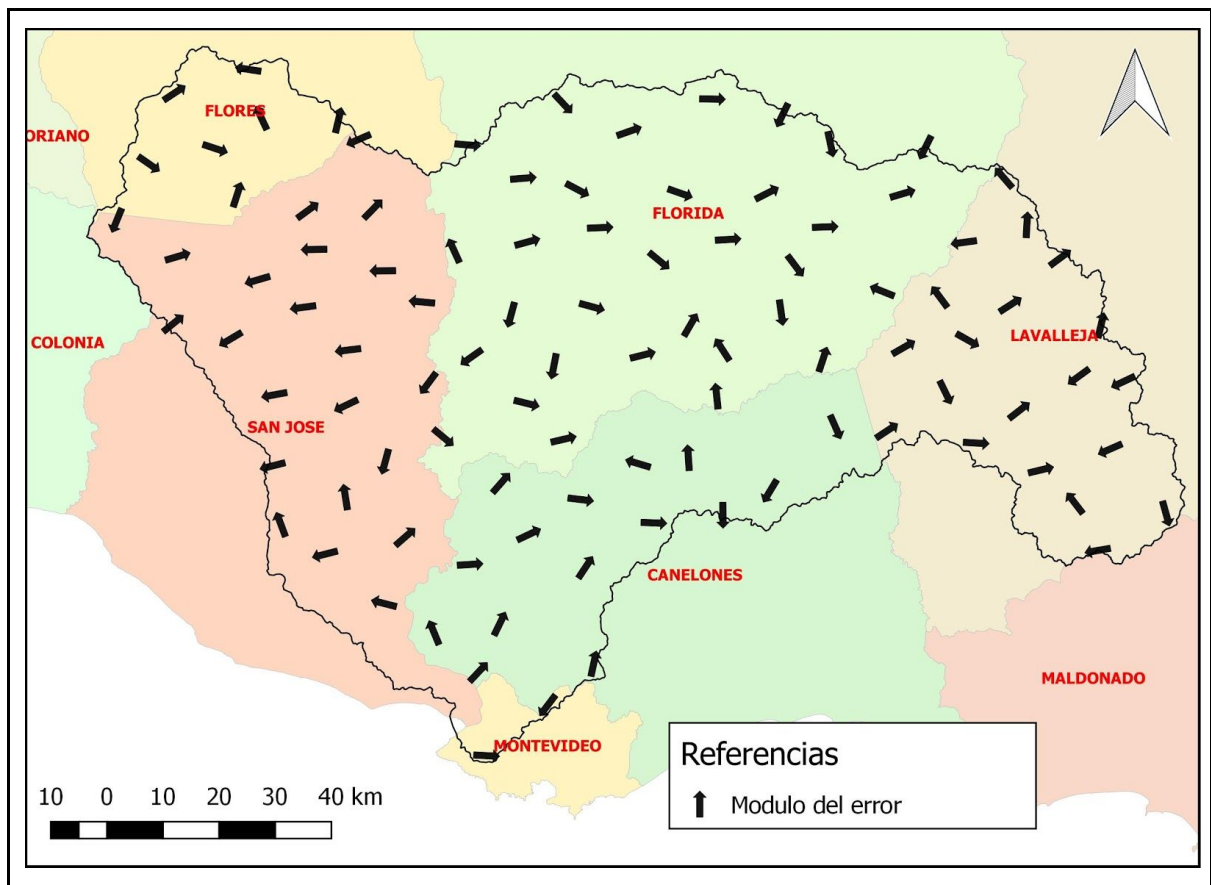 FLORES
ORIANO
FLORIDA
COLONIA
LAVALLEJA
SAN JOSE
CANELONES
MALDONADO
MONTEVIDEO
Referencias
Modulo del error
10 0 10 20 30 40 km